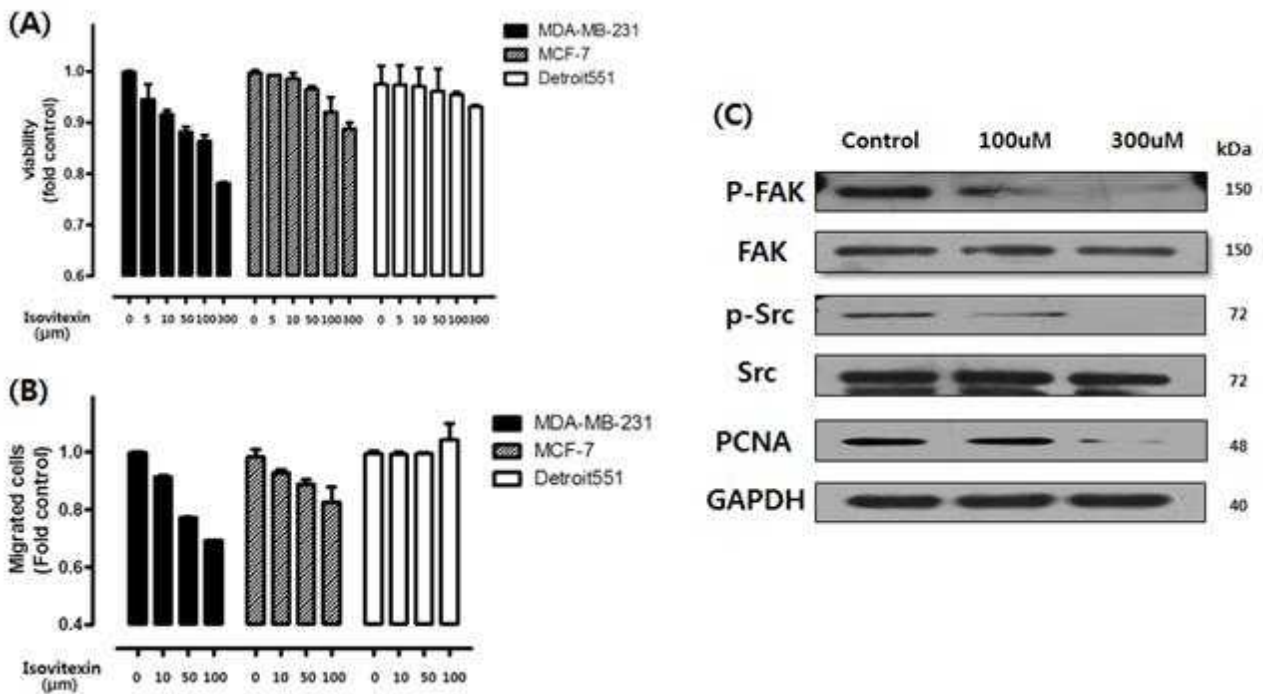 (A)
MDA-MB-231
MCF-7
Detroit551
viability
(fold control)
1.0
0.9
0.8
0.7
0.6
Isovitexin
(μm)
0 5 10 50 100 300
0 5 10 50 100 300
0 5 10 50 100 300
(B)
MDA-MB-231
MCF-7
Detroit551
Migrated cells
(Fold control)
1.0
0.8
0.6
0.4
Isovitexin
(μm)
0 10 50 100
0 10 50 100
0 10 50 100
(C)
Control 100uM 300uM kDa
P-FAK 150
FAK 150
p-Src 72
Src 72
PCNA 48
GAPDH 40